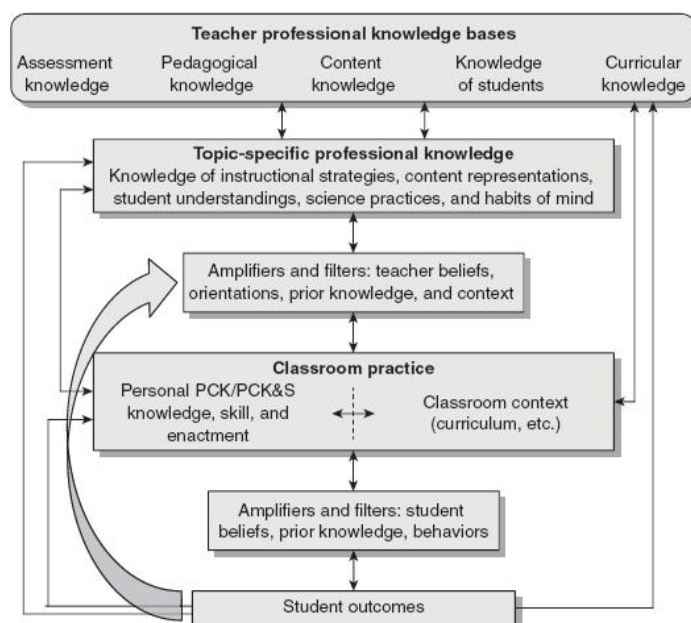 Teacher professional knowledge bases
Assessment Pedagogical Content Knowledge Curricular
knowledge knowledge knowledge of students knowledge
Topic-specific professional knowledge
Knowledge of instructional strategies, content representations,
student understandings, science practices, and habits of mind
Amplifiers and filters: teacher beliefs,
orientations, prior knowledge, and context
Classroom practice
Personal PCK/PCK&S
knowledge, skill, and
enactment
Classroom context
(curriculum, etc.)
Amplifiers and filters: student
beliefs, prior knowledge, behaviors
Student outcomes